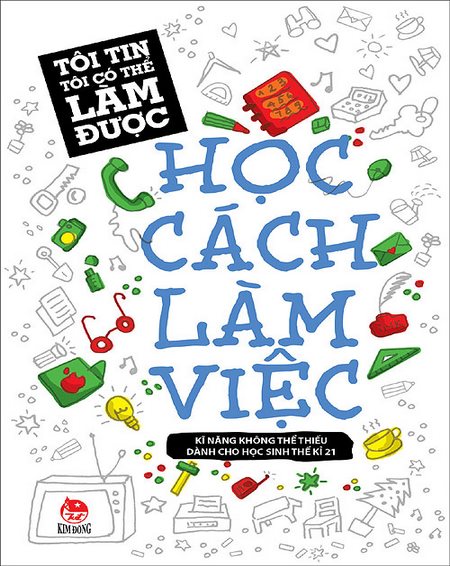 TÔI TIN
TÔI CÓ THỂ
LÀM
ĐƯỢC
HỌC
CÁCH
LÀM
VIỆC
KĨ NĂNG KHÔNG THỂ THIẾU
DÀNH CHO HỌC SINH THẾ KỈ 21
KIM ĐỒNG